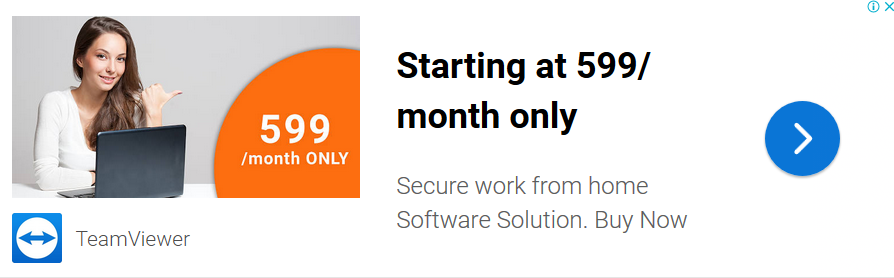 599
/month ONLY
TeamViewer
Starting at 599/
month only
Secure work from home
Software Solution. Buy Now